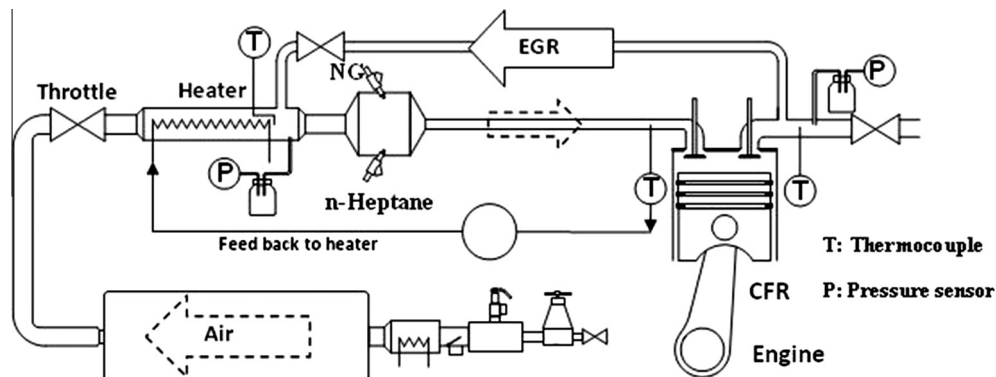 EGR
T
NG
P
Throttle
Heater
P
n-Heptane
T
T
Feed back to heater
T: Thermocouple
CFR
P: Pressure sensor
Air
Engine